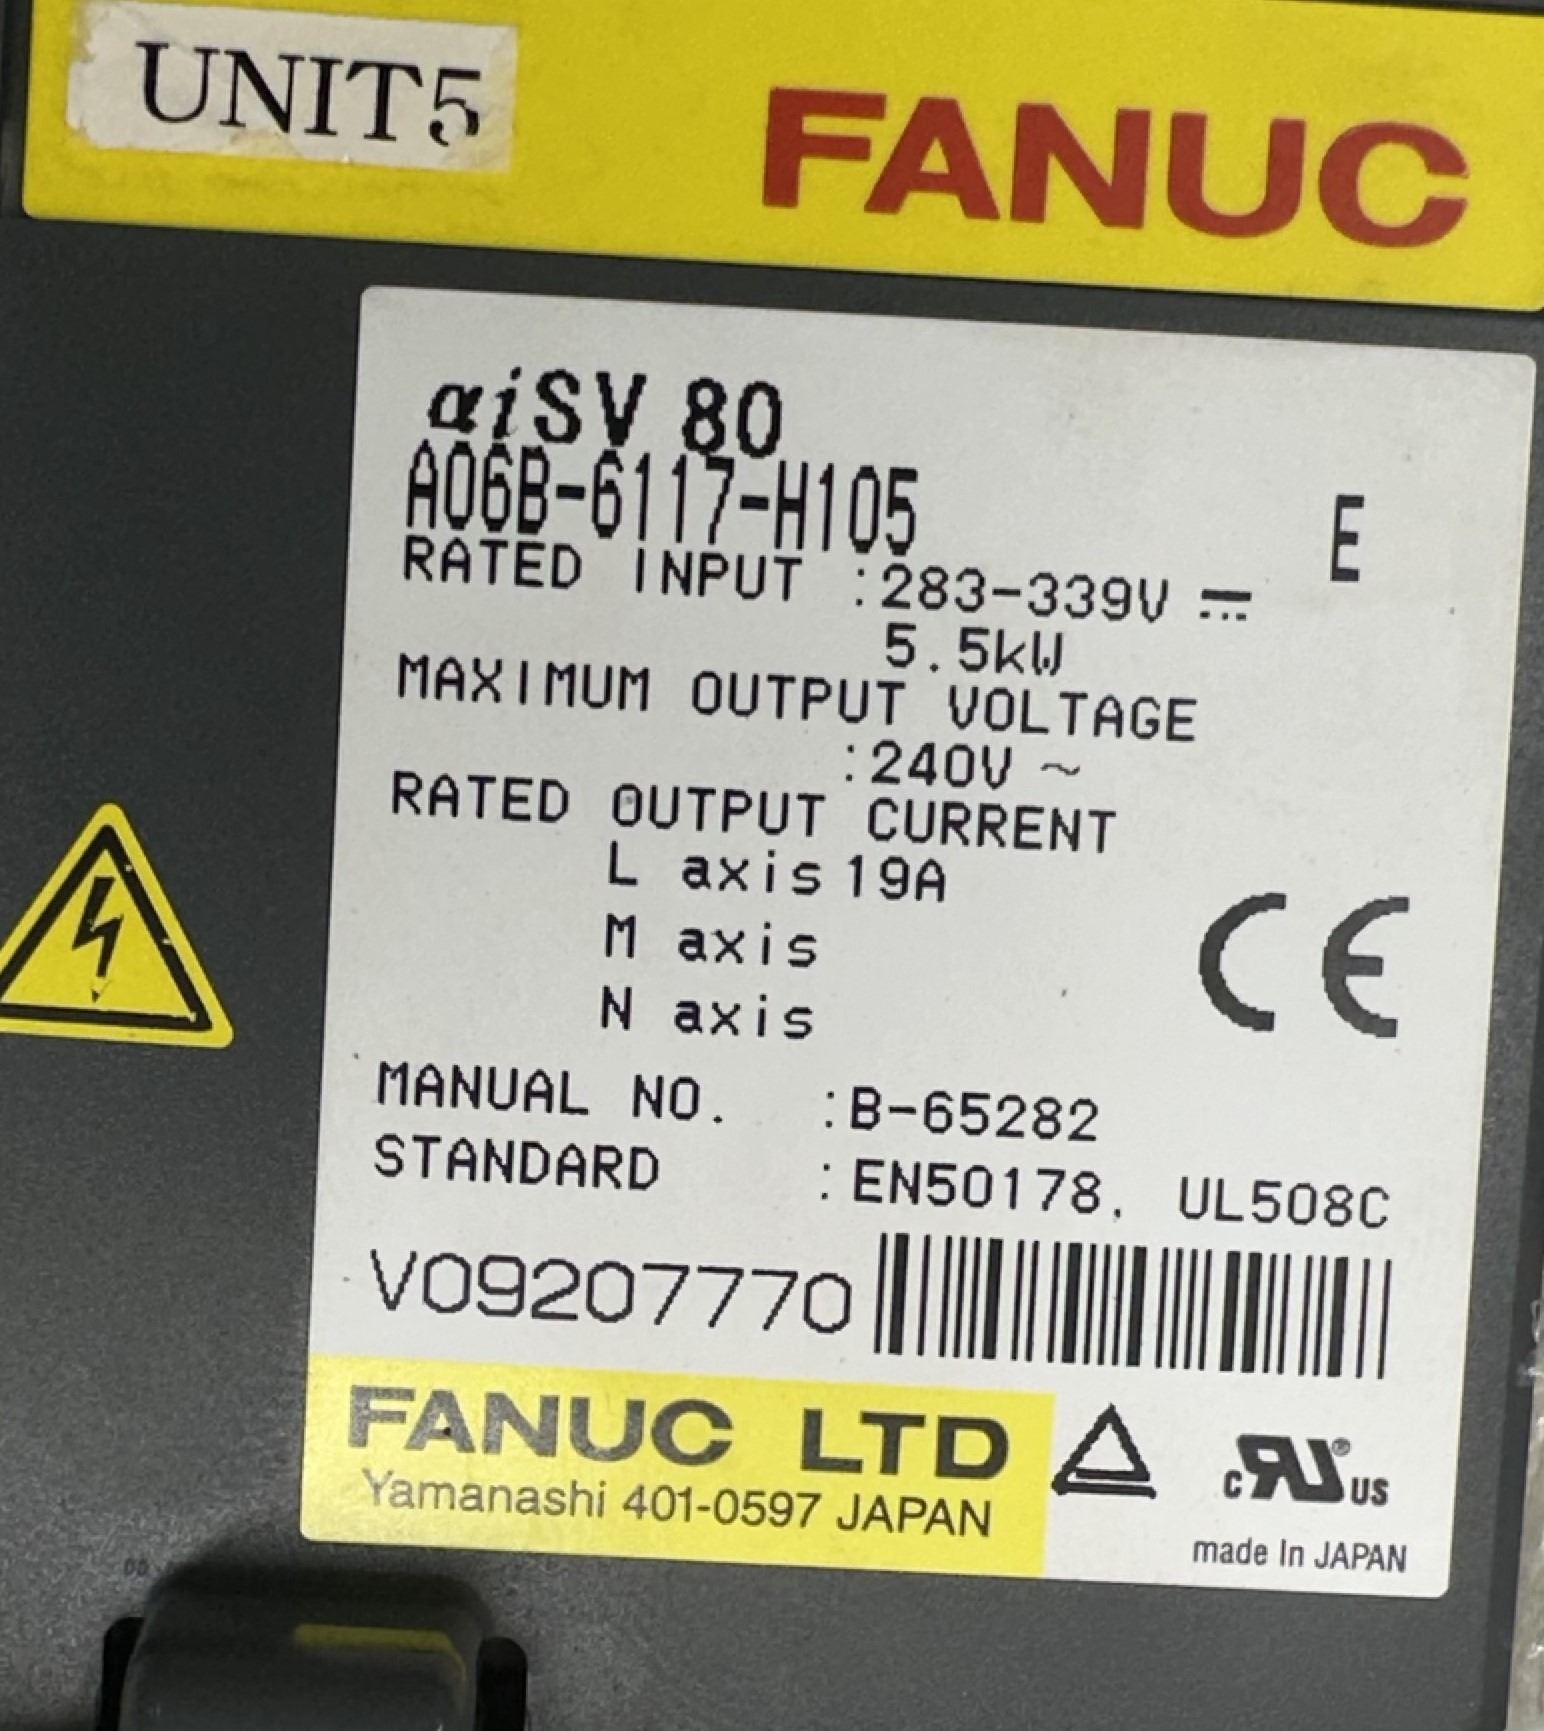 UNIT5
FANUC
αiSV 80
A06B-6117-H105
E
RATED INPUT :283-339V ⎓
5.5kW
MAXIMUM OUTPUT VOLTAGE
:240V ~
RATED OUTPUT CURRENT
L axis 19A
M axis
N axis
CE
MANUAL NO. :B-65282
STANDARD :EN50178, UL508C
V09207770
FANUC LTD
Yamanashi 401-0597 JAPAN
c RU® US
made In JAPAN